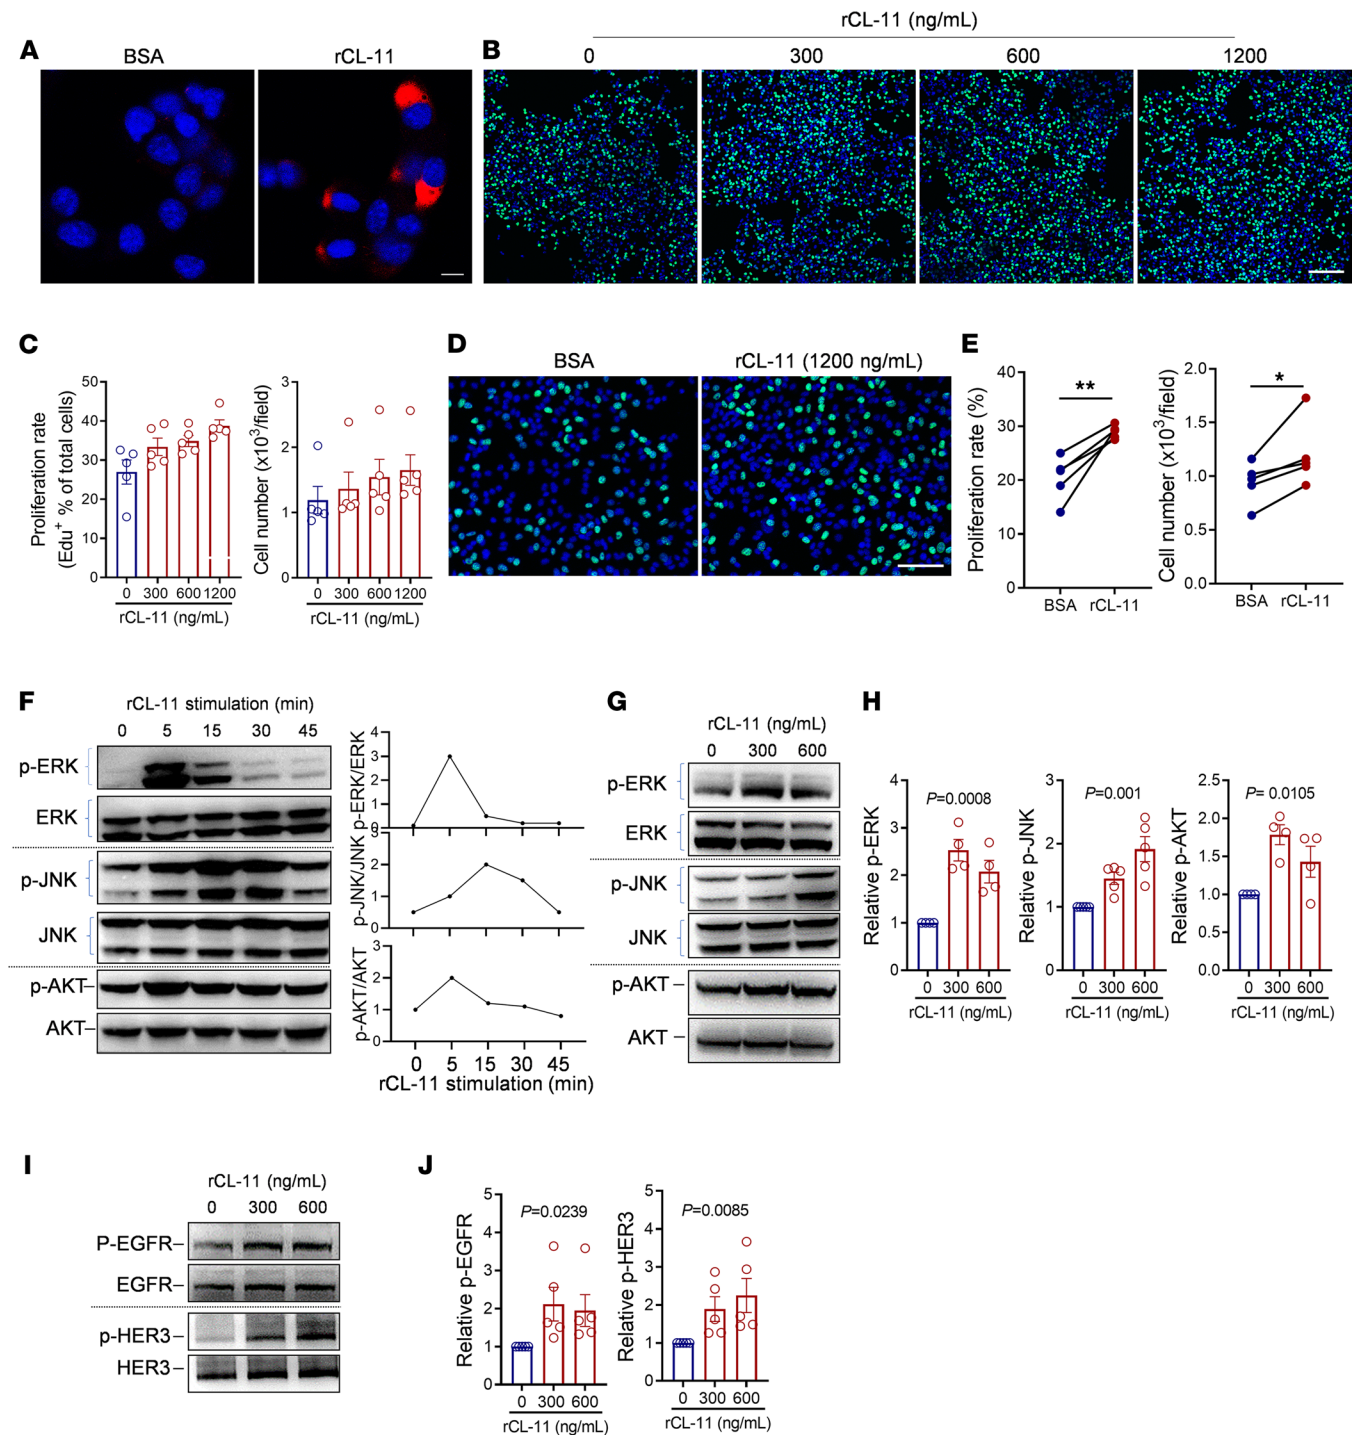 rCL-11 (ng/mL)
A
BSA
rCL-11
B
0
300
600
1200
C
Proliferation rate
(Edu+ % of total cells)
50
40
30
20
10
0
0
300
600
1200
rCL-11 (ng/mL)
Cell number (x10³/field)
3
2
1
0
0
300
600
1200
rCL-11 (ng/mL)
D
BSA
rCL-11 (1200 ng/mL)
E
Proliferation rate (%)
40
30
20
10
0
**
BSA
rCL-11
Cell number (x10³/field)
2.0
1.5
1.0
0.5
0.0
*
BSA
rCL-11
F
rCL-11 stimulation (min)
0
5
15
30
45
p-ERK
ERK
p-JNK
JNK
p-AKT
AKT
p-ERK/ERK
4
3
2
1
0
p-JNK/JNK
3
2
1
0
p-AKT/AKT
3
2
1
0
0
5
15
30
45
rCL-11 stimulation (min)
G
rCL-11 (ng/mL)
0
300
600
p-ERK
ERK
p-JNK
JNK
p-AKT
AKT
H
Relative p-ERK
4
3
2
1
0
P=0.0008
0
300
600
rCL-11 (ng/mL)
Relative p-JNK
3
2
1
0
P=0.001
0
300
600
rCL-11 (ng/mL)
Relative p-AKT
2.5
2.0
1.5
1.0
0.5
0.0
P= 0.0105
0
300
600
rCL-11 (ng/mL)
I
rCL-11 (ng/mL)
0
300
600
P-EGFR
EGFR
p-HER3
HER3
J
Relative p-EGFR
5
4
3
2
1
0
P=0.0239
0
300
600
rCL-11 (ng/mL)
Relative p-HER3
5
4
3
2
1
0
P=0.0085
0
300
600
rCL-11 (ng/mL)